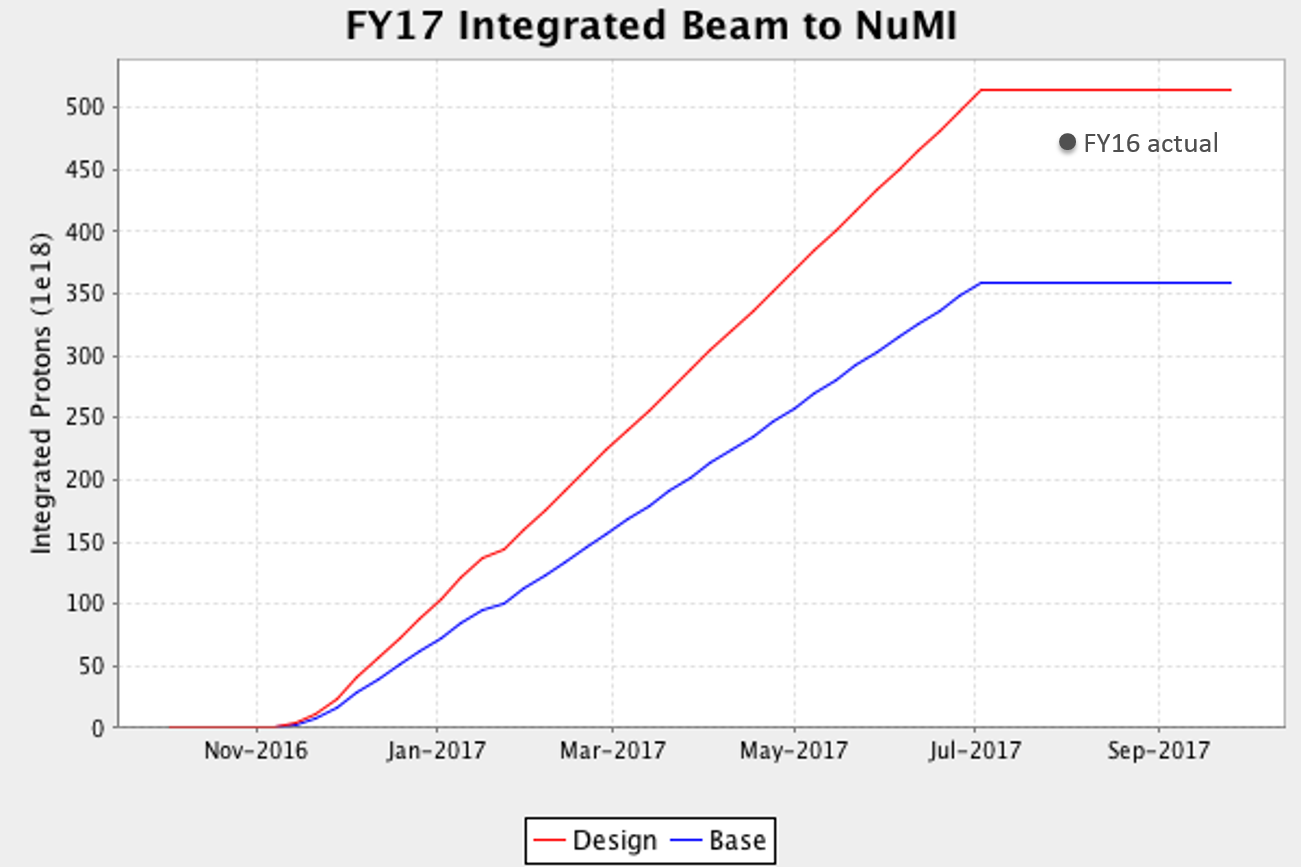 FY17 Integrated Beam to NuMI
Integrated Protons (1e18)
500
450
400
350
300
250
200
150
100
50
0
FY16 actual
Nov-2016 Jan-2017 Mar-2017 May-2017 Jul-2017 Sep-2017
Design Base